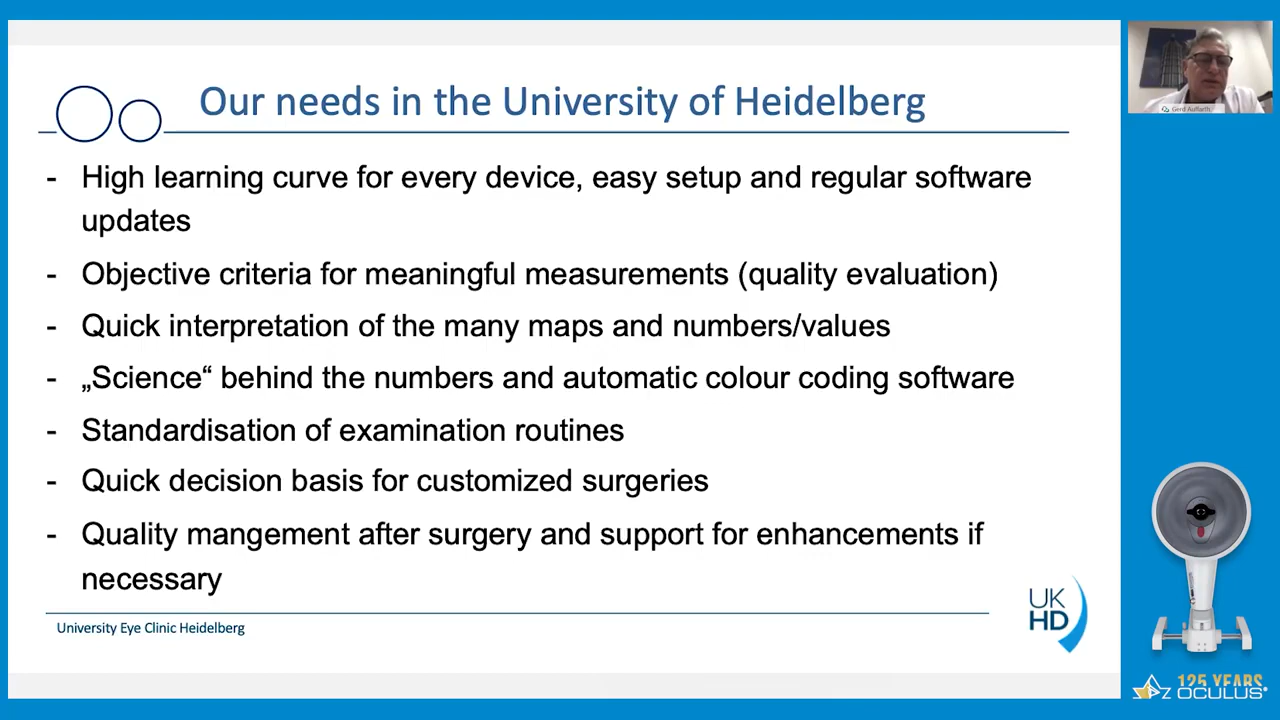 Our needs in the University of Heidelberg
- High learning curve for every device, easy setup and regular software
updates
- Objective criteria for meaningful measurements (quality evaluation)
- Quick interpretation of the many maps and numbers/values
- „Science“ behind the numbers and automatic colour coding software
- Standardisation of examination routines
- Quick decision basis for customized surgeries
- Quality mangement after surgery and support for enhancements if
necessary
University Eye Clinic Heidelberg
UK
HD
Gerd Auffarth
125 YEARS
OCULUS®